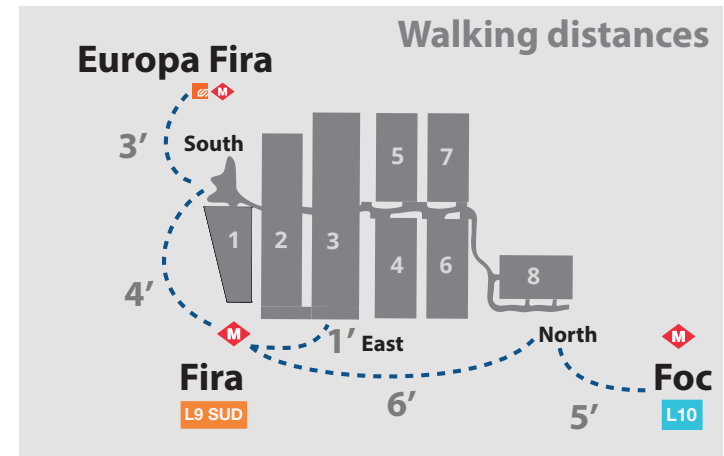 Walking distances
Europa Fira
M
3’
South
5
7
1
2
3
4
6
8
4’
M
1’ East
North
M
Fira
Foc
L9 SUD
6’
5’
L10